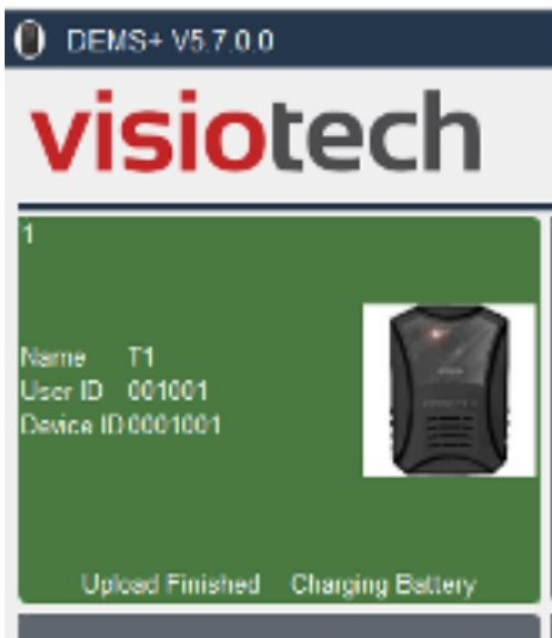 DEMS+ V5.7.0.0
visiotech
1
Name T1
User ID 001001
Device ID 0001001
Upload Finished Charging Battery